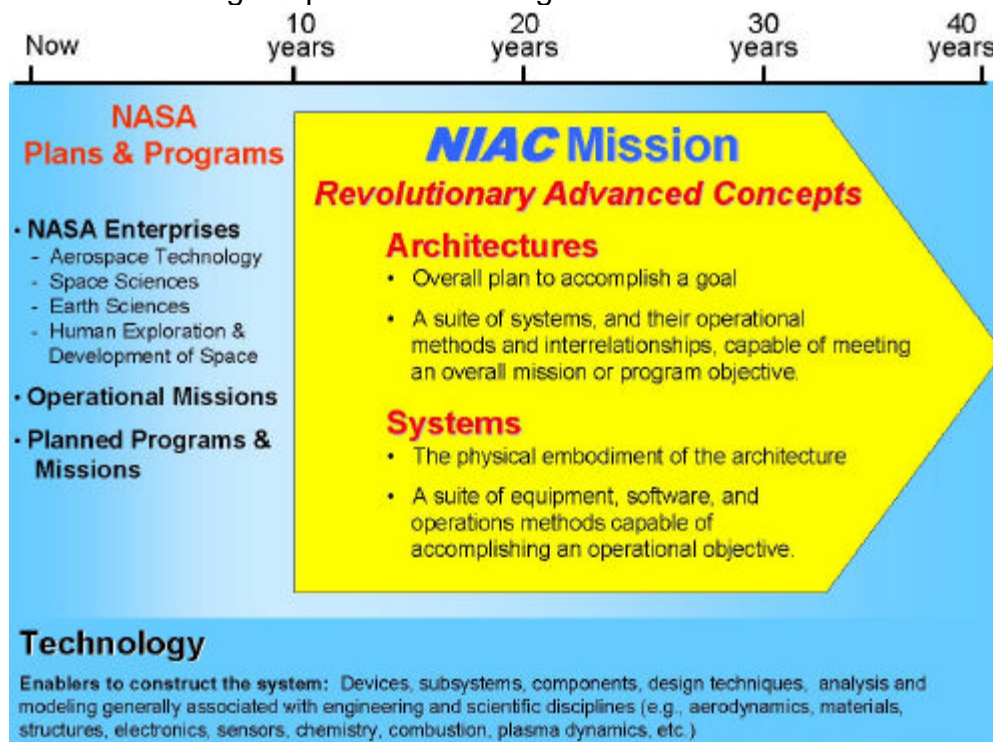 Now
10 years
20 years
30 years
40 years
NASA
Plans & Programs
• NASA Enterprises
- Aerospace Technology
- Space Sciences
- Earth Sciences
- Human Exploration &
Development of Space
• Operational Missions
• Planned Programs &
Missions
NIAC Mission
Revolutionary Advanced Concepts
Architectures
• Overall plan to accomplish a goal
• A suite of systems, and their operational
methods and interrelationships, capable of meeting
an overall mission or program objective.
Systems
• The physical embodiment of the architecture
• A suite of equipment, software, and
operations methods capable of
accomplishing an operational objective.
Technology
Enablers to construct the system: Devices, subsystems, components, design techniques, analysis and
modeling generally associated with engineering and scientific disciplines (e.g., aerodynamics, materials,
structures, electronics, sensors, chemistry, combustion, plasma dynamics, etc.)